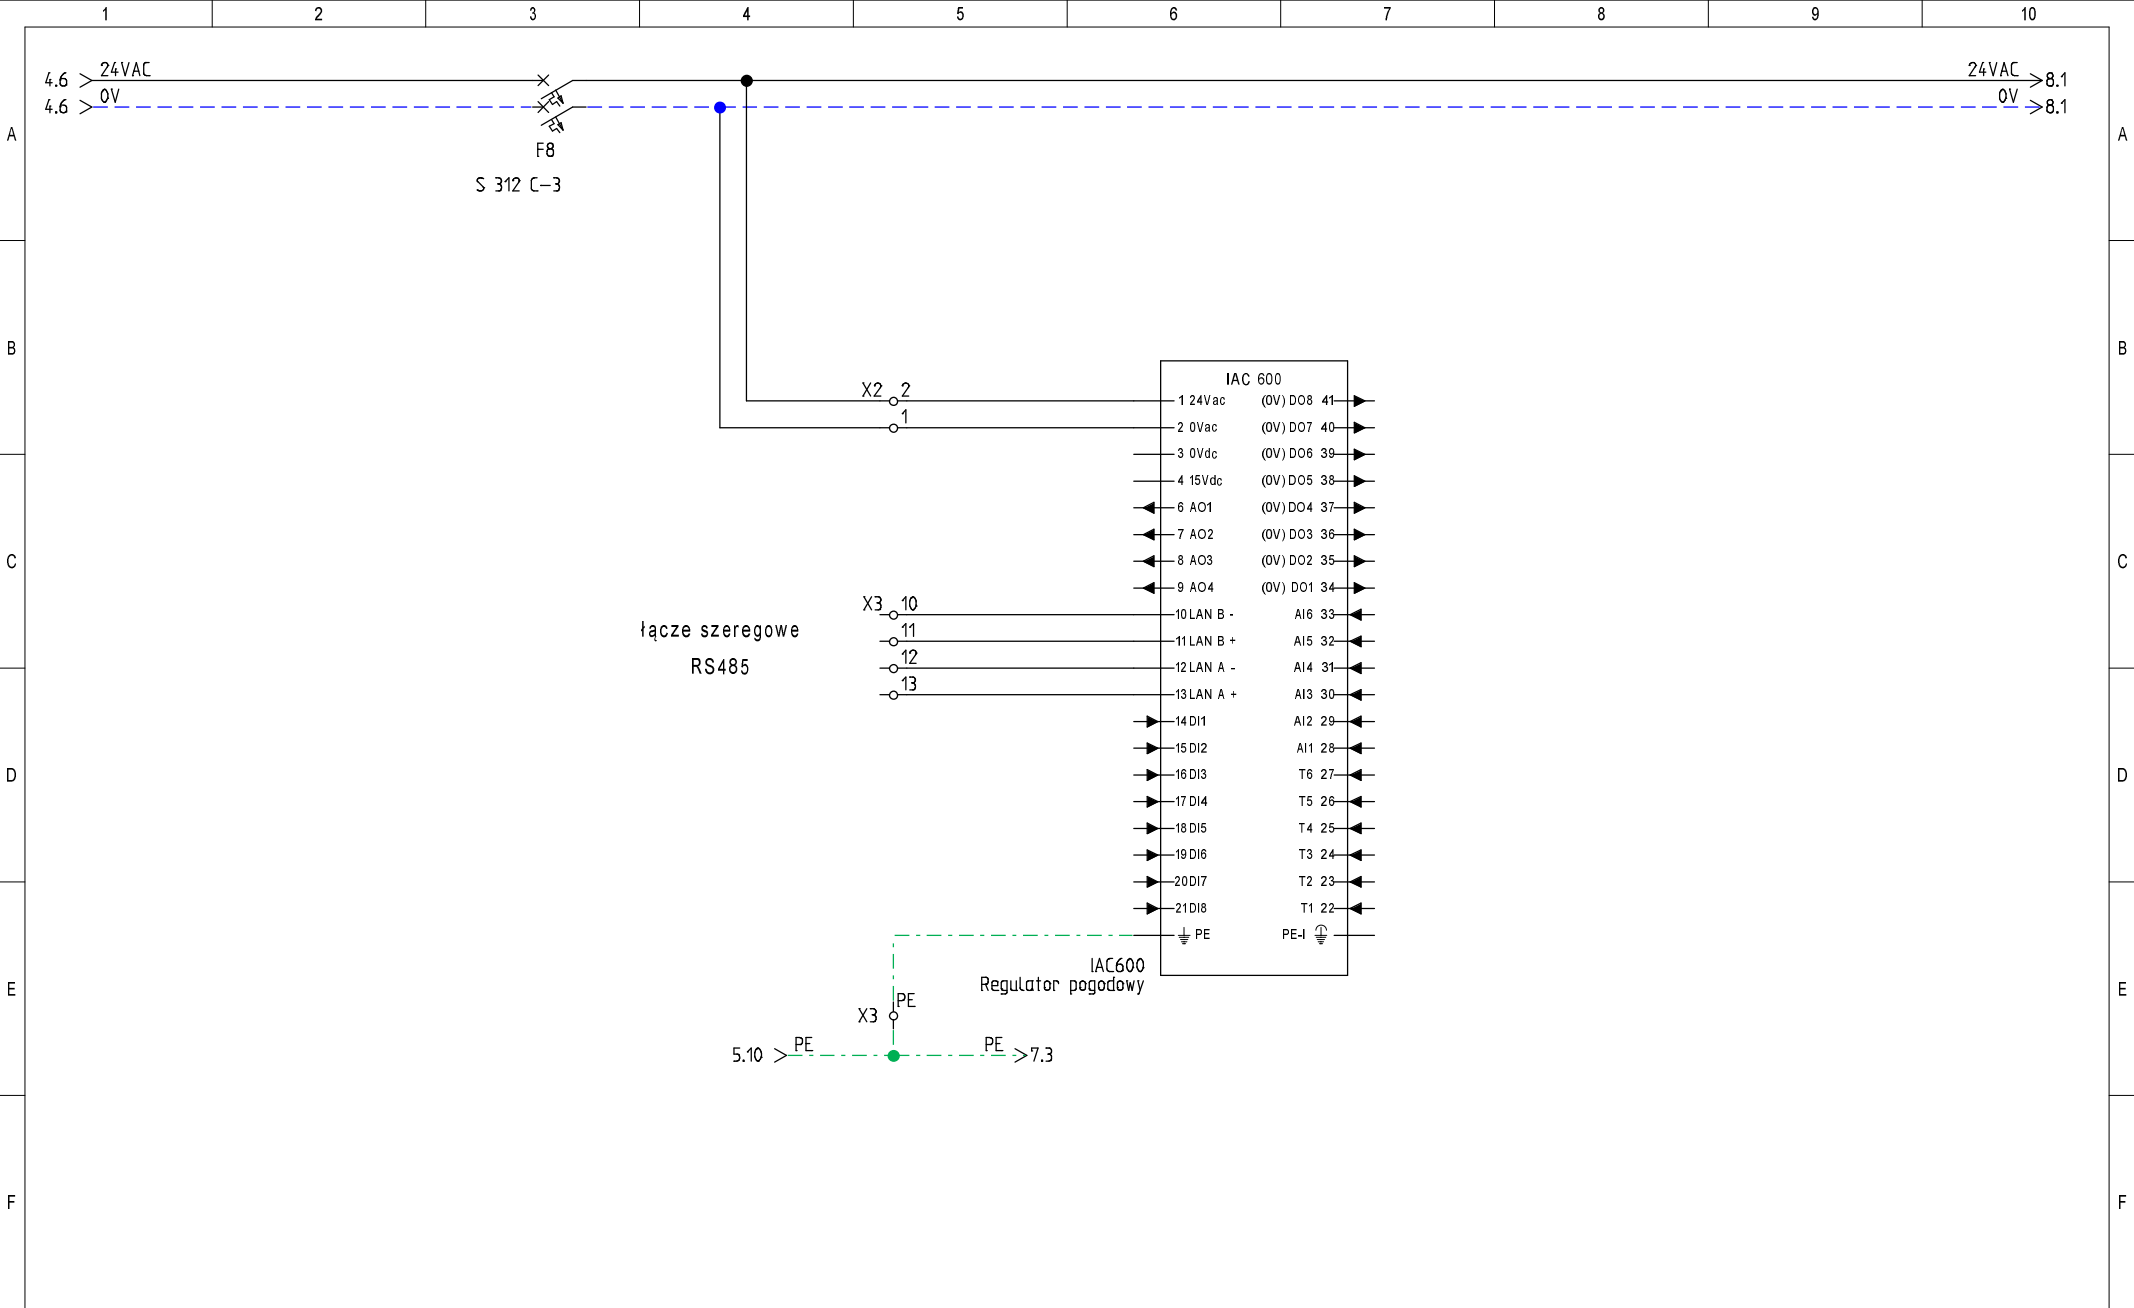 1 2 3 4 5 6 7 8 9 10
4.6 24VAC 24VAC 8.1
4.6 0V 0V 8.1
A A
F8
S 312 C-3
B B
IAC 600
X2 2 1 24Vac (0V) DO8 41
1 2 0Vac (0V) DO7 40
3 0Vdc (0V) DO6 39
4 15Vdc (0V) DO5 38
6 AO1 (0V) DO4 37
7 AO2 (0V) DO3 36
C 8 AO3 (0V) DO2 35 C
9 AO4 (0V) DO1 34
X3 10 10 LAN B - AI6 33
łącze szeregowe
11 11 LAN B + AI5 32
RS485
12 12 LAN A - AI4 31
13 13 LAN A + AI3 30
14 DI1 AI2 29
15 DI2 AI1 28
D 16 DI3 T6 27 D
17 DI4 T5 26
18 DI5 T4 25
19 DI6 T3 24
20 DI7 T2 23
21 DI8 T1 22
PE PE-I
IAC600
Regulator pogodowy
E E
PE
X3
5.10 PE PE 7.3
F F